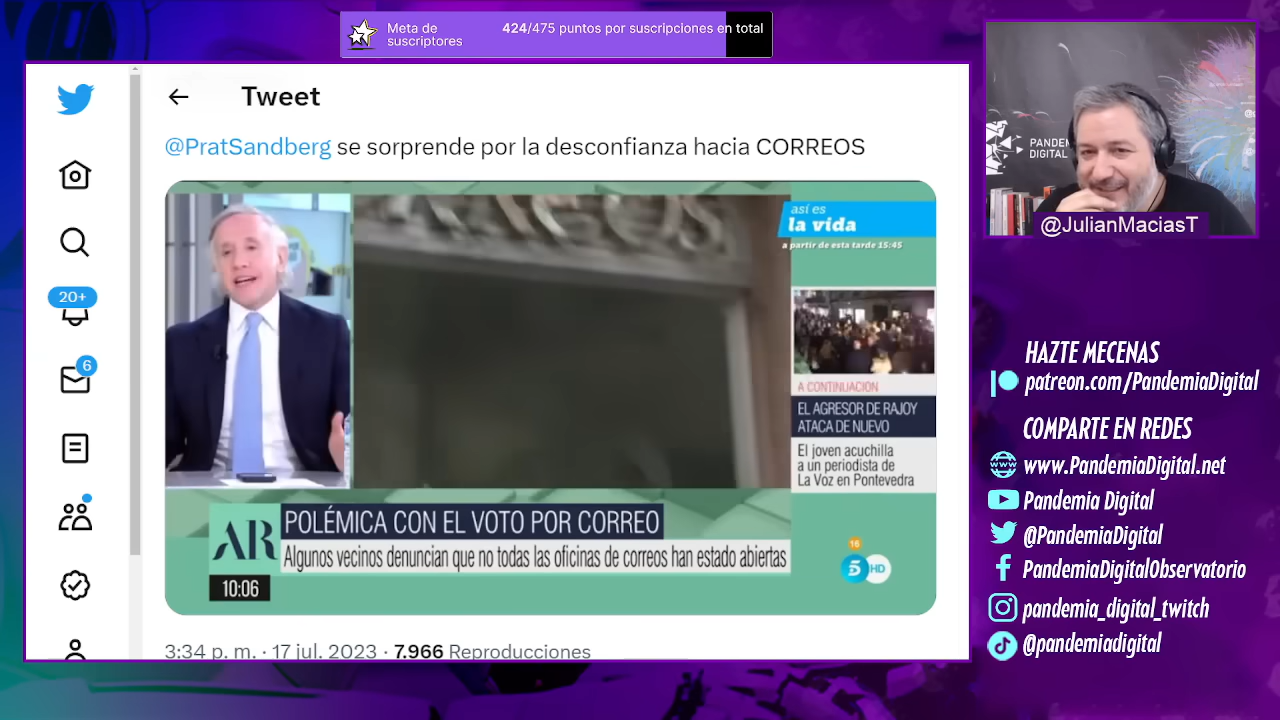 Meta de
suscriptores
424/475 puntos por suscripciones en total
Tweet
@PratSandberg se sorprende por la desconfianza hacia CORREOS
20+
6
así es
la vida
a partir de esta tarde 15:45
A CONTINUACIÓN
EL AGRESOR DE RAJOY
ATACA DE NUEVO
El joven acuchilla
a un periodista de
La Voz en Pontevedra
AR
POLÉMICA CON EL VOTO POR CORREO
Algunos vecinos denuncian que no todas las oficinas de correos han estado abiertas
10:06
16
5 HD
3:34 p. m. · 17 jul. 2023 · 7.966 Reproducciones
DIGITAL
@JulianMaciasT
HAZTE MECENAS
patreon.com/PandemiaDigital
COMPARTE EN REDES
www.PandemiaDigital.net
Pandemia Digital
@PandemiaDigital
PandemiaDigitalObservatorio
pandemia_digital_twitch
@pandemiadigital